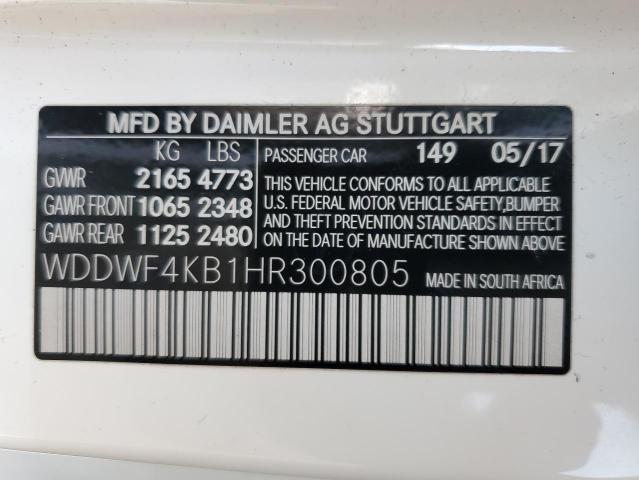 MFD BY DAIMLER AG STUTTGART
KG LBS PASSENGER CAR 149 05/17
GVWR 2165 4773 THIS VEHICLE CONFORMS TO ALL APPLICABLE
GAWR FRONT 1065 2348 U.S. FEDERAL MOTOR VEHICLE SAFETY,BUMPER
GAWR REAR 1125 2480 AND THEFT PREVENTION STANDARDS IN EFFECT
ON THE DATE OF MANUFACTURE SHOWN ABOVE
WDDWF4KB1HR300805 MADE IN SOUTH AFRICA